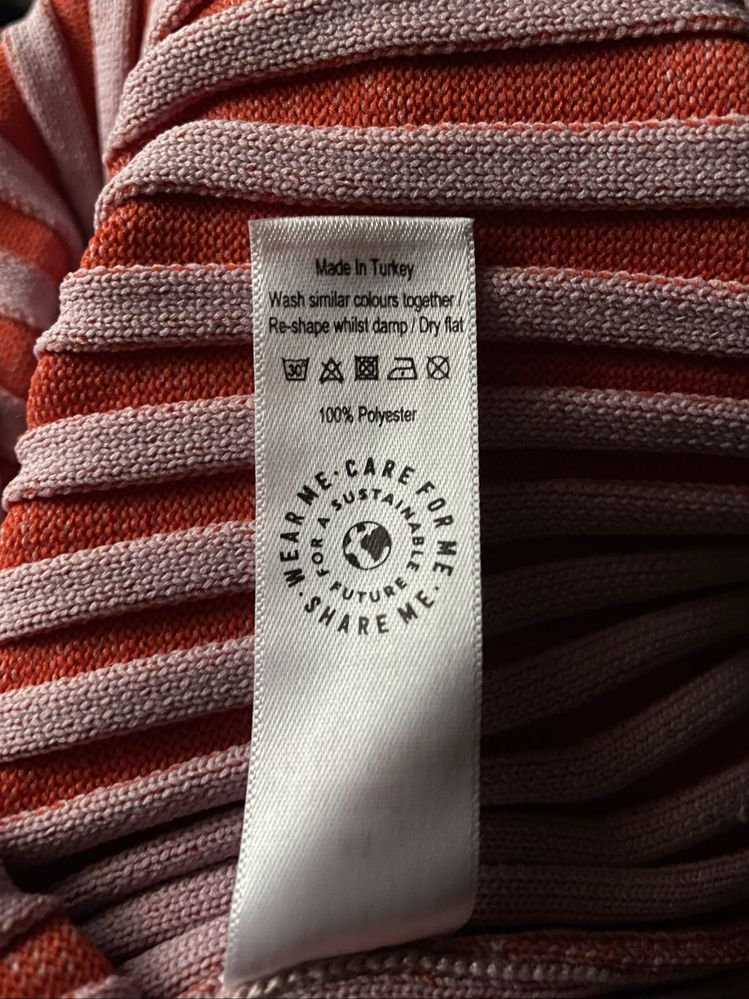 Made In Turkey
Wash similar colours together /
Re-shape whilst damp / Dry flat
30°
100% Polyester
WEAR ME · CARE FOR ME · SHARE ME ·
FOR A SUSTAINABLE FUTURE